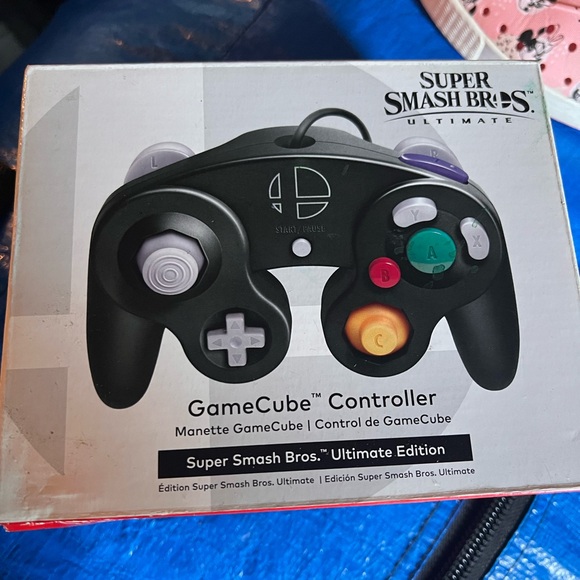 SUPER
SMASH BROS.™
ULTIMATE
L
R
START / PAUSE
Y
X
A
B
C
GameCube™ Controller
Manette GameCube | Control de GameCube
Super Smash Bros.™ Ultimate Edition
Édition Super Smash Bros. Ultimate | Edición Super Smash Bros. Ultimate